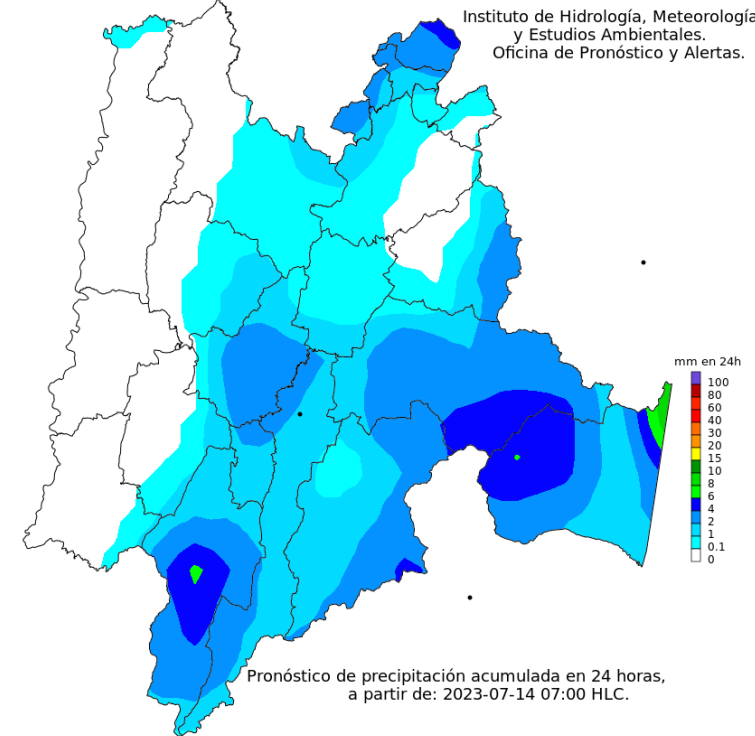 Instituto de Hidrología, Meteorología
y Estudios Ambientales.
Oficina de Pronóstico y Alertas.
mm en 24h
100
80
60
40
30
20
15
10
8
6
4
2
1
0.1
0
Pronóstico de precipitación acumulada en 24 horas,
a partir de: 2023-07-14 07:00 HLC.